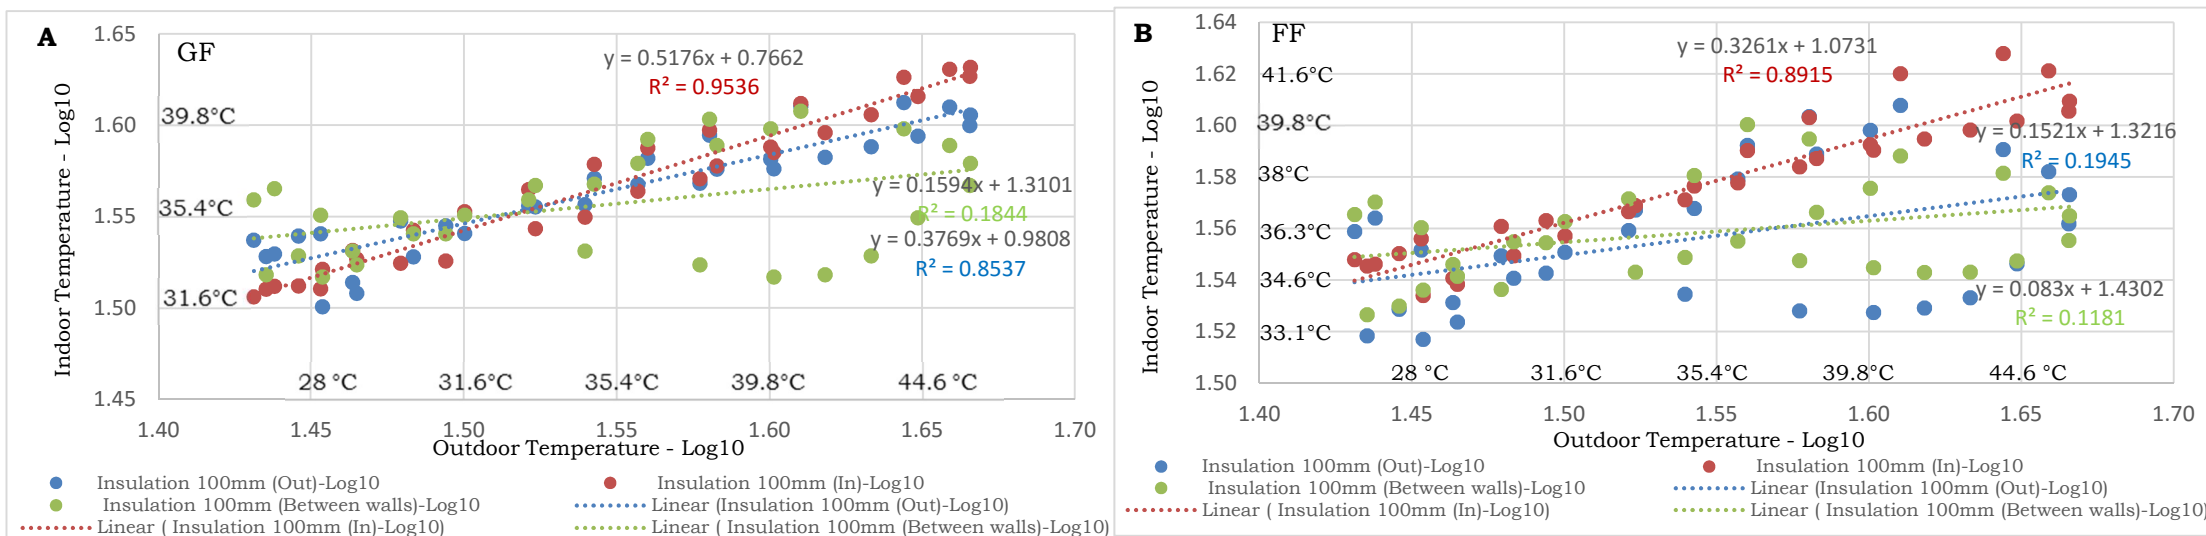 A
GF
1.65
1.60
1.55
1.50
1.45
39.8°C
35.4°C
31.6°C
Indoor Temperature - Log10
y = 0.5176x + 0.7662
R² = 0.9536
y = 0.1594x + 1.3101
R² = 0.1844
y = 0.3769x + 0.9808
R² = 0.8537
28 °C 31.6°C 35.4°C 39.8°C 44.6 °C
1.40 1.45 1.50 1.55 1.60 1.65 1.70
Outdoor Temperature - Log10
Insulation 100mm (Out)-Log10 Insulation 100mm (In)-Log10
Insulation 100mm (Between walls)-Log10 Linear (Insulation 100mm (Out)-Log10)
Linear ( Insulation 100mm (In)-Log10) Linear ( Insulation 100mm (Between walls)-Log10)
B
FF
1.64
1.62
1.60
1.58
1.56
1.54
1.52
1.50
41.6°C
39.8°C
38°C
36.3°C
34.6°C
33.1°C
Indoor Temperature - Log10
y = 0.3261x + 1.0731
R² = 0.8915
y = 0.1521x + 1.3216
R² = 0.1945
y = 0.083x + 1.4302
R² = 0.1181
28 °C 31.6°C 35.4°C 39.8°C 44.6 °C
1.40 1.45 1.50 1.55 1.60 1.65 1.70
Outdoor Temperature - Log10
Insulation 100mm (Out)-Log10 Insulation 100mm (In)-Log10
Insulation 100mm (Between walls)-Log10 Linear (Insulation 100mm (Out)-Log10)
Linear ( Insulation 100mm (In)-Log10) Linear ( Insulation 100mm (Between walls)-Log10)